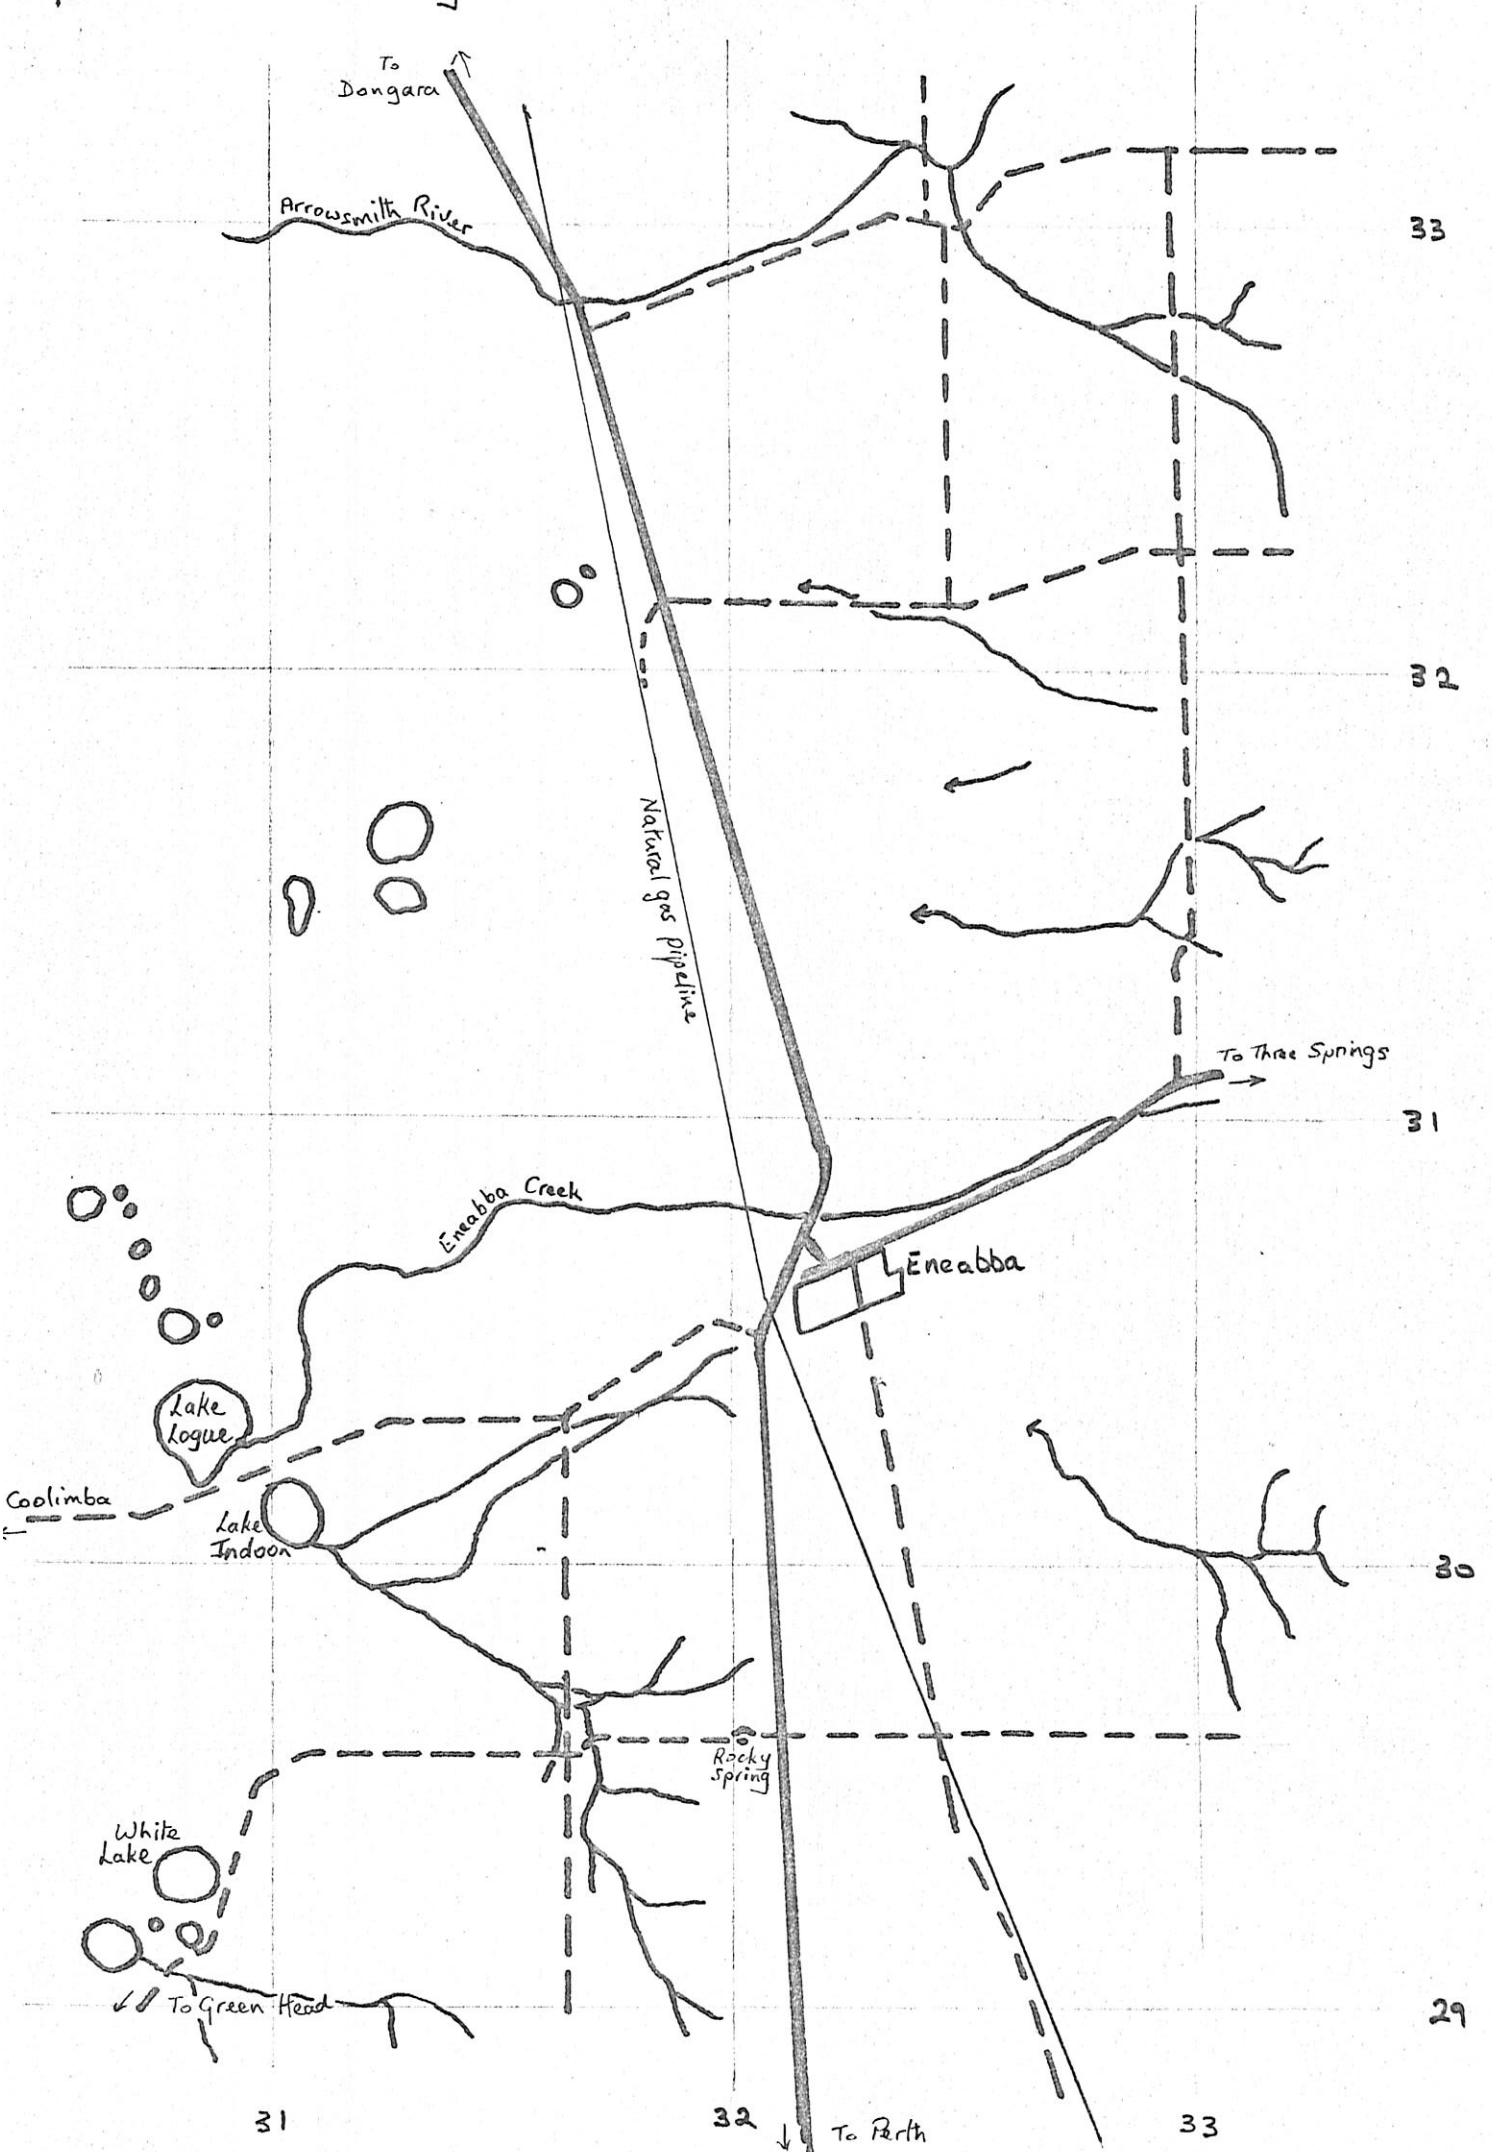 To
Dongara
Arrowsmith River
33
32
Natural gas pipeline
To Three Springs
31
Eneabba Creek
Eneabba
Lake
Logue
Coolimba
Lake
Indoon
30
Rocky
Spring
White
Lake
To Green Head
29
31
32
33
To Perth